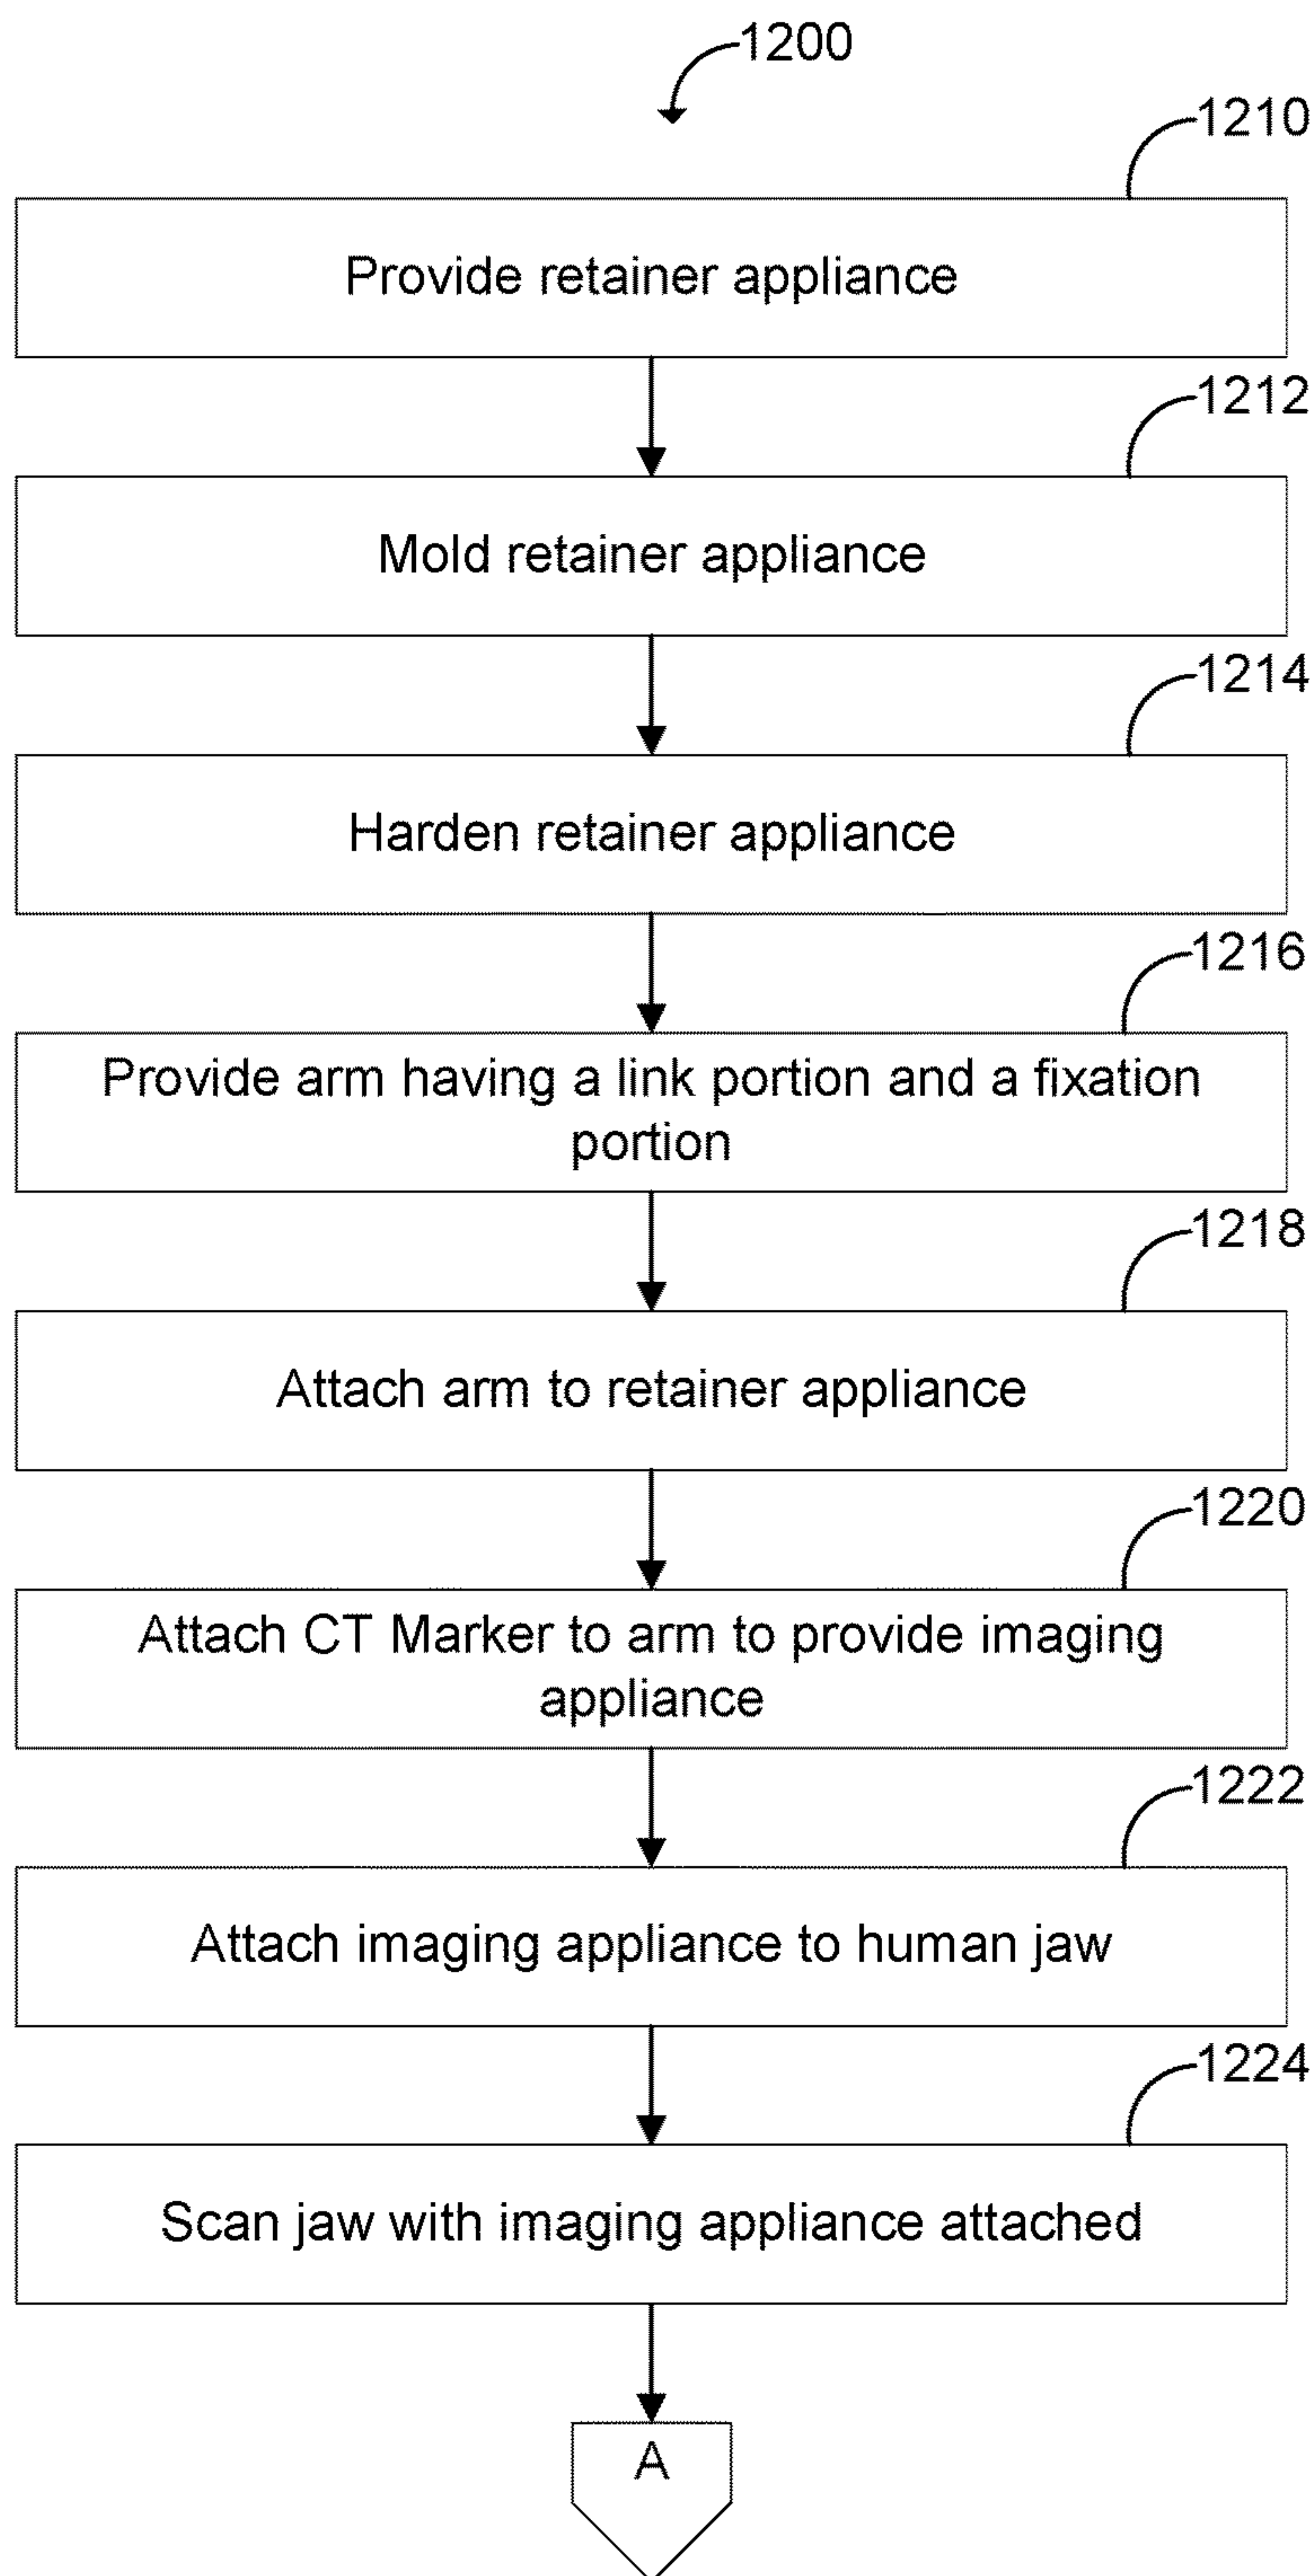 1200
1210
Provide retainer appliance
1212
Mold retainer appliance
1214
Harden retainer appliance
1216
Provide arm having a link portion and a fixation
portion
1218
Attach arm to retainer appliance
1220
Attach CT Marker to arm to provide imaging
appliance
1222
Attach imaging appliance to human jaw
1224
Scan jaw with imaging appliance attached
A